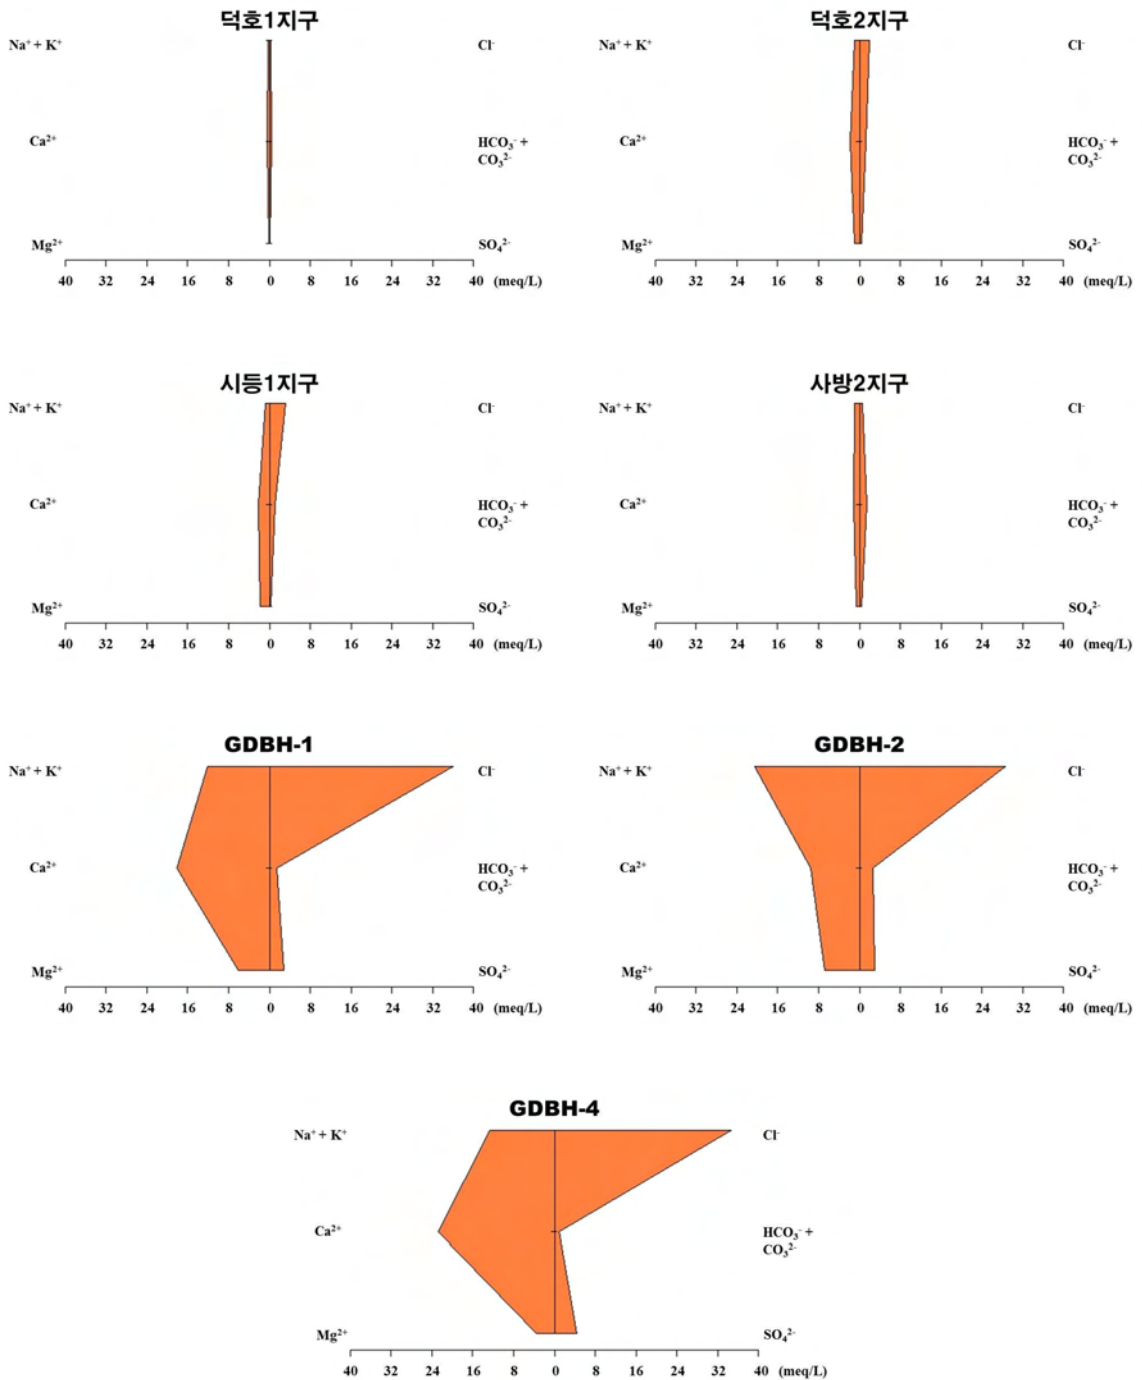 덕호1지구
Na⁺ + K⁺
Cl⁻
Ca²⁺
HCO₃⁻ +
CO₃²⁻
Mg²⁺
SO₄²⁻
40 32 24 16 8 0 8 16 24 32 40 (meq/L)
덕호2지구
Na⁺ + K⁺
Cl⁻
Ca²⁺
HCO₃⁻ +
CO₃²⁻
Mg²⁺
SO₄²⁻
40 32 24 16 8 0 8 16 24 32 40 (meq/L)
시등1지구
Na⁺ + K⁺
Cl⁻
Ca²⁺
HCO₃⁻ +
CO₃²⁻
Mg²⁺
SO₄²⁻
40 32 24 16 8 0 8 16 24 32 40 (meq/L)
사방2지구
Na⁺ + K⁺
Cl⁻
Ca²⁺
HCO₃⁻ +
CO₃²⁻
Mg²⁺
SO₄²⁻
40 32 24 16 8 0 8 16 24 32 40 (meq/L)
GDBH-1
Na⁺ + K⁺
Cl⁻
Ca²⁺
HCO₃⁻ +
CO₃²⁻
Mg²⁺
SO₄²⁻
40 32 24 16 8 0 8 16 24 32 40 (meq/L)
GDBH-2
Na⁺ + K⁺
Cl⁻
Ca²⁺
HCO₃⁻ +
CO₃²⁻
Mg²⁺
SO₄²⁻
40 32 24 16 8 0 8 16 24 32 40 (meq/L)
GDBH-4
Na⁺ + K⁺
Cl⁻
Ca²⁺
HCO₃⁻ +
CO₃²⁻
Mg²⁺
SO₄²⁻
40 32 24 16 8 0 8 16 24 32 40 (meq/L)